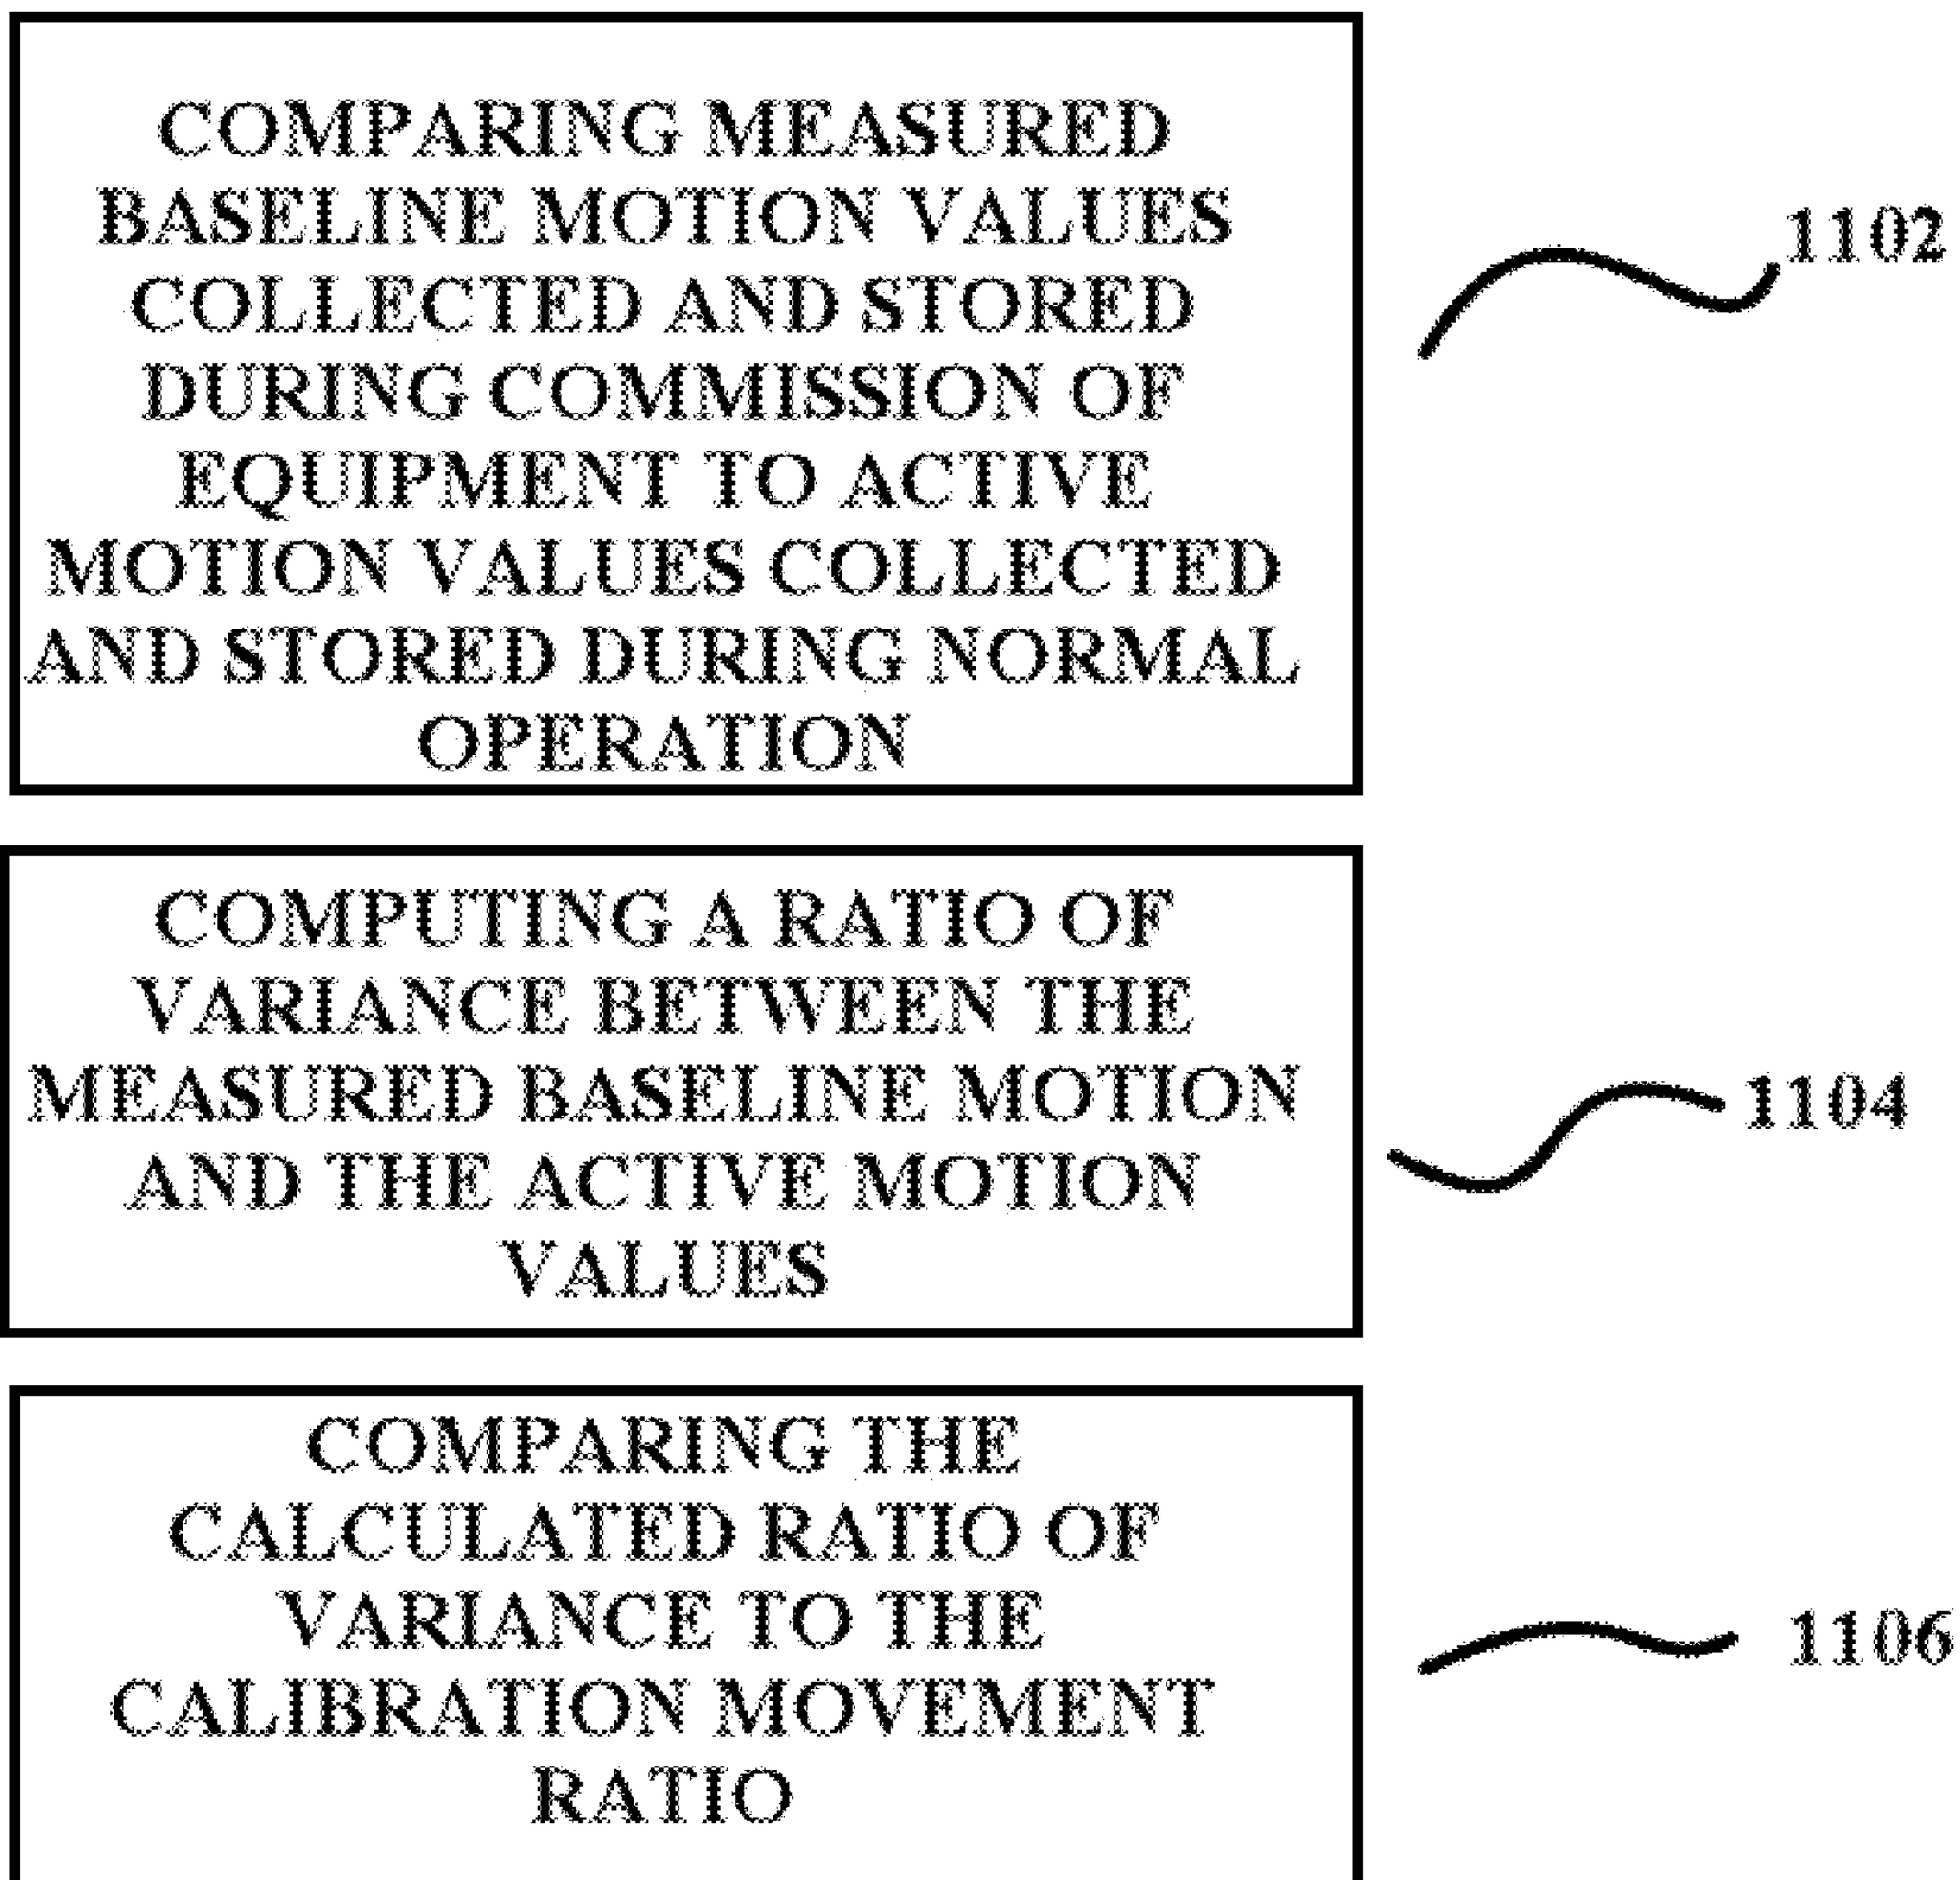 COMPARING MEASURED
BASELINE MOTION VALUES
COLLECTED AND STORED
DURING COMMISSION OF
EQUIPMENT TO ACTIVE
MOTION VALUES COLLECTED
AND STORED DURING NORMAL
OPERATION
1102
COMPUTING A RATIO OF
VARIANCE BETWEEN THE
MEASURED BASELINE MOTION
AND THE ACTIVE MOTION
VALUES
1104
COMPARING THE
CALCULATED RATIO OF
VARIANCE TO THE
CALIBRATION MOVEMENT
RATIO
1106